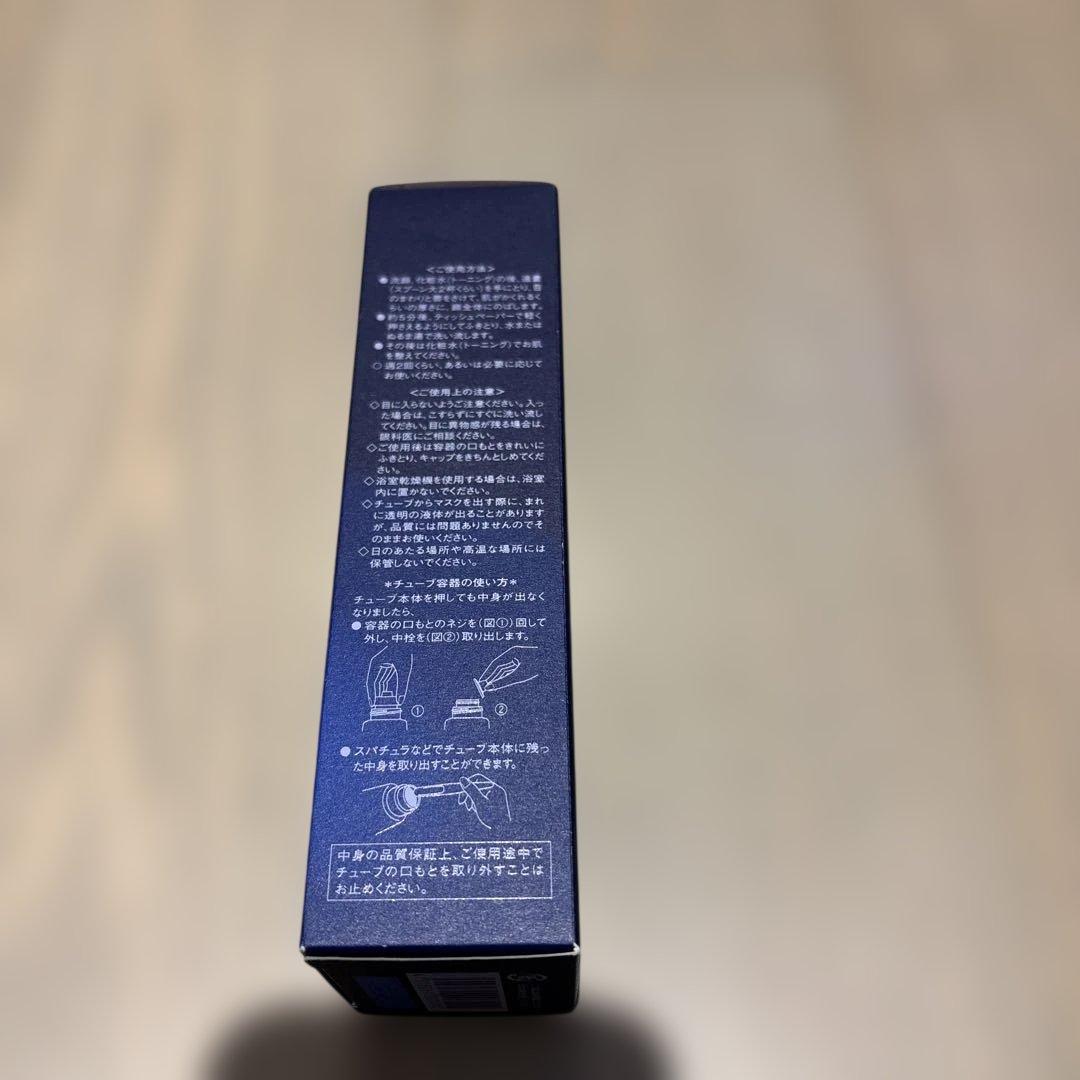 <ご使用方法>
●洗顔、化粧水(トーニング)の後、適量
(スプーン大2杯くらい)を手にとり、目
のまわりと唇をさけて、肌がかくれるく
らいの厚さに、顔全体にのばします。
●約5分後、ティッシュペーパーで軽く
押さえるようにしてふきとり、水または
ぬるま湯で洗い流します。
●その後は化粧水(トーニング)でお肌
を整えてください。
○週2回くらい、あるいは必要に応じて
お使いください。
<ご使用上の注意>
◇目に入らないようご注意ください。入っ
た場合は、こすらずにすぐに洗い流し
てください。目に異物感が残る場合は、
眼科医にご相談ください。
◇ご使用後は容器の口もとをきれいに
ふきとり、キャップをきちんとしめてくだ
さい。
◇浴室乾燥機を使用する場合は、浴室
内に置かないでください。
◇チューブからマスクを出す際に、まれ
に透明の液体が出ることがあります
が、品質には問題ありませんのでそ
のままお使いください。
◇日のあたる場所や高温な場所には
保管しないでください。
*チューブ容器の使い方*
チューブ本体を押しても中身が出なく
なりましたら、
●容器の口もとのネジを(図①)回して
外し、中栓を(図②)取り出します。
① ②
●スパチュラなどでチューブ本体に残っ
た中身を取り出すことができます。
中身の品質保証上、ご使用途中で
チューブの口もとを取り外すことは
お止めください。